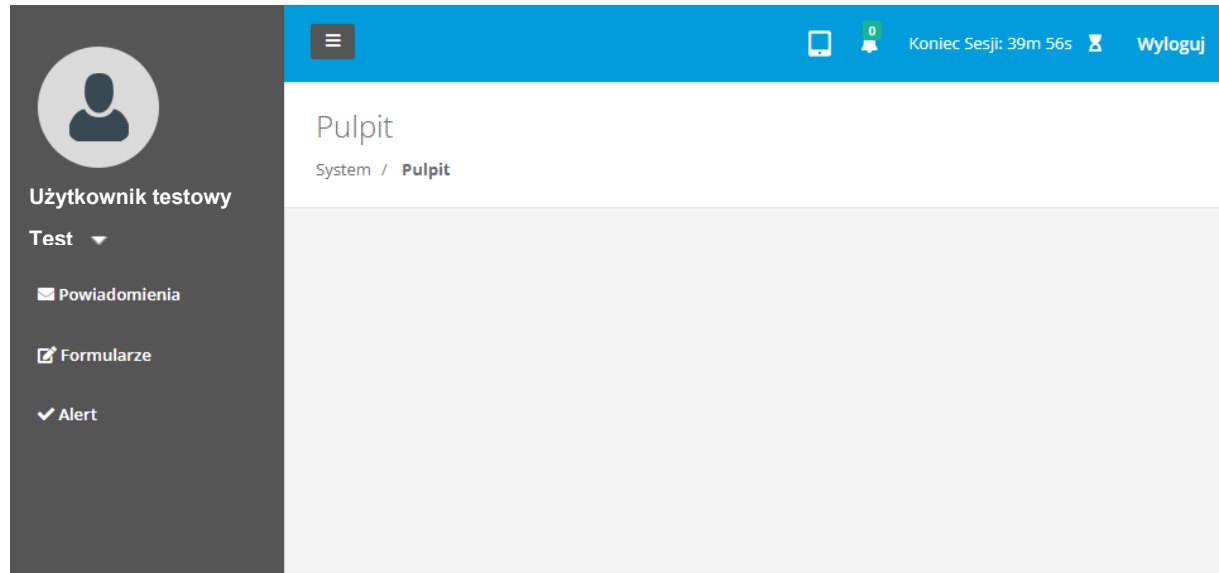 0
Koniec Sesji: 39m 56s
Wyloguj
Pulpit
System / Pulpit
Użytkownik testowy
Test
Powiadomienia
Formularze
Alert